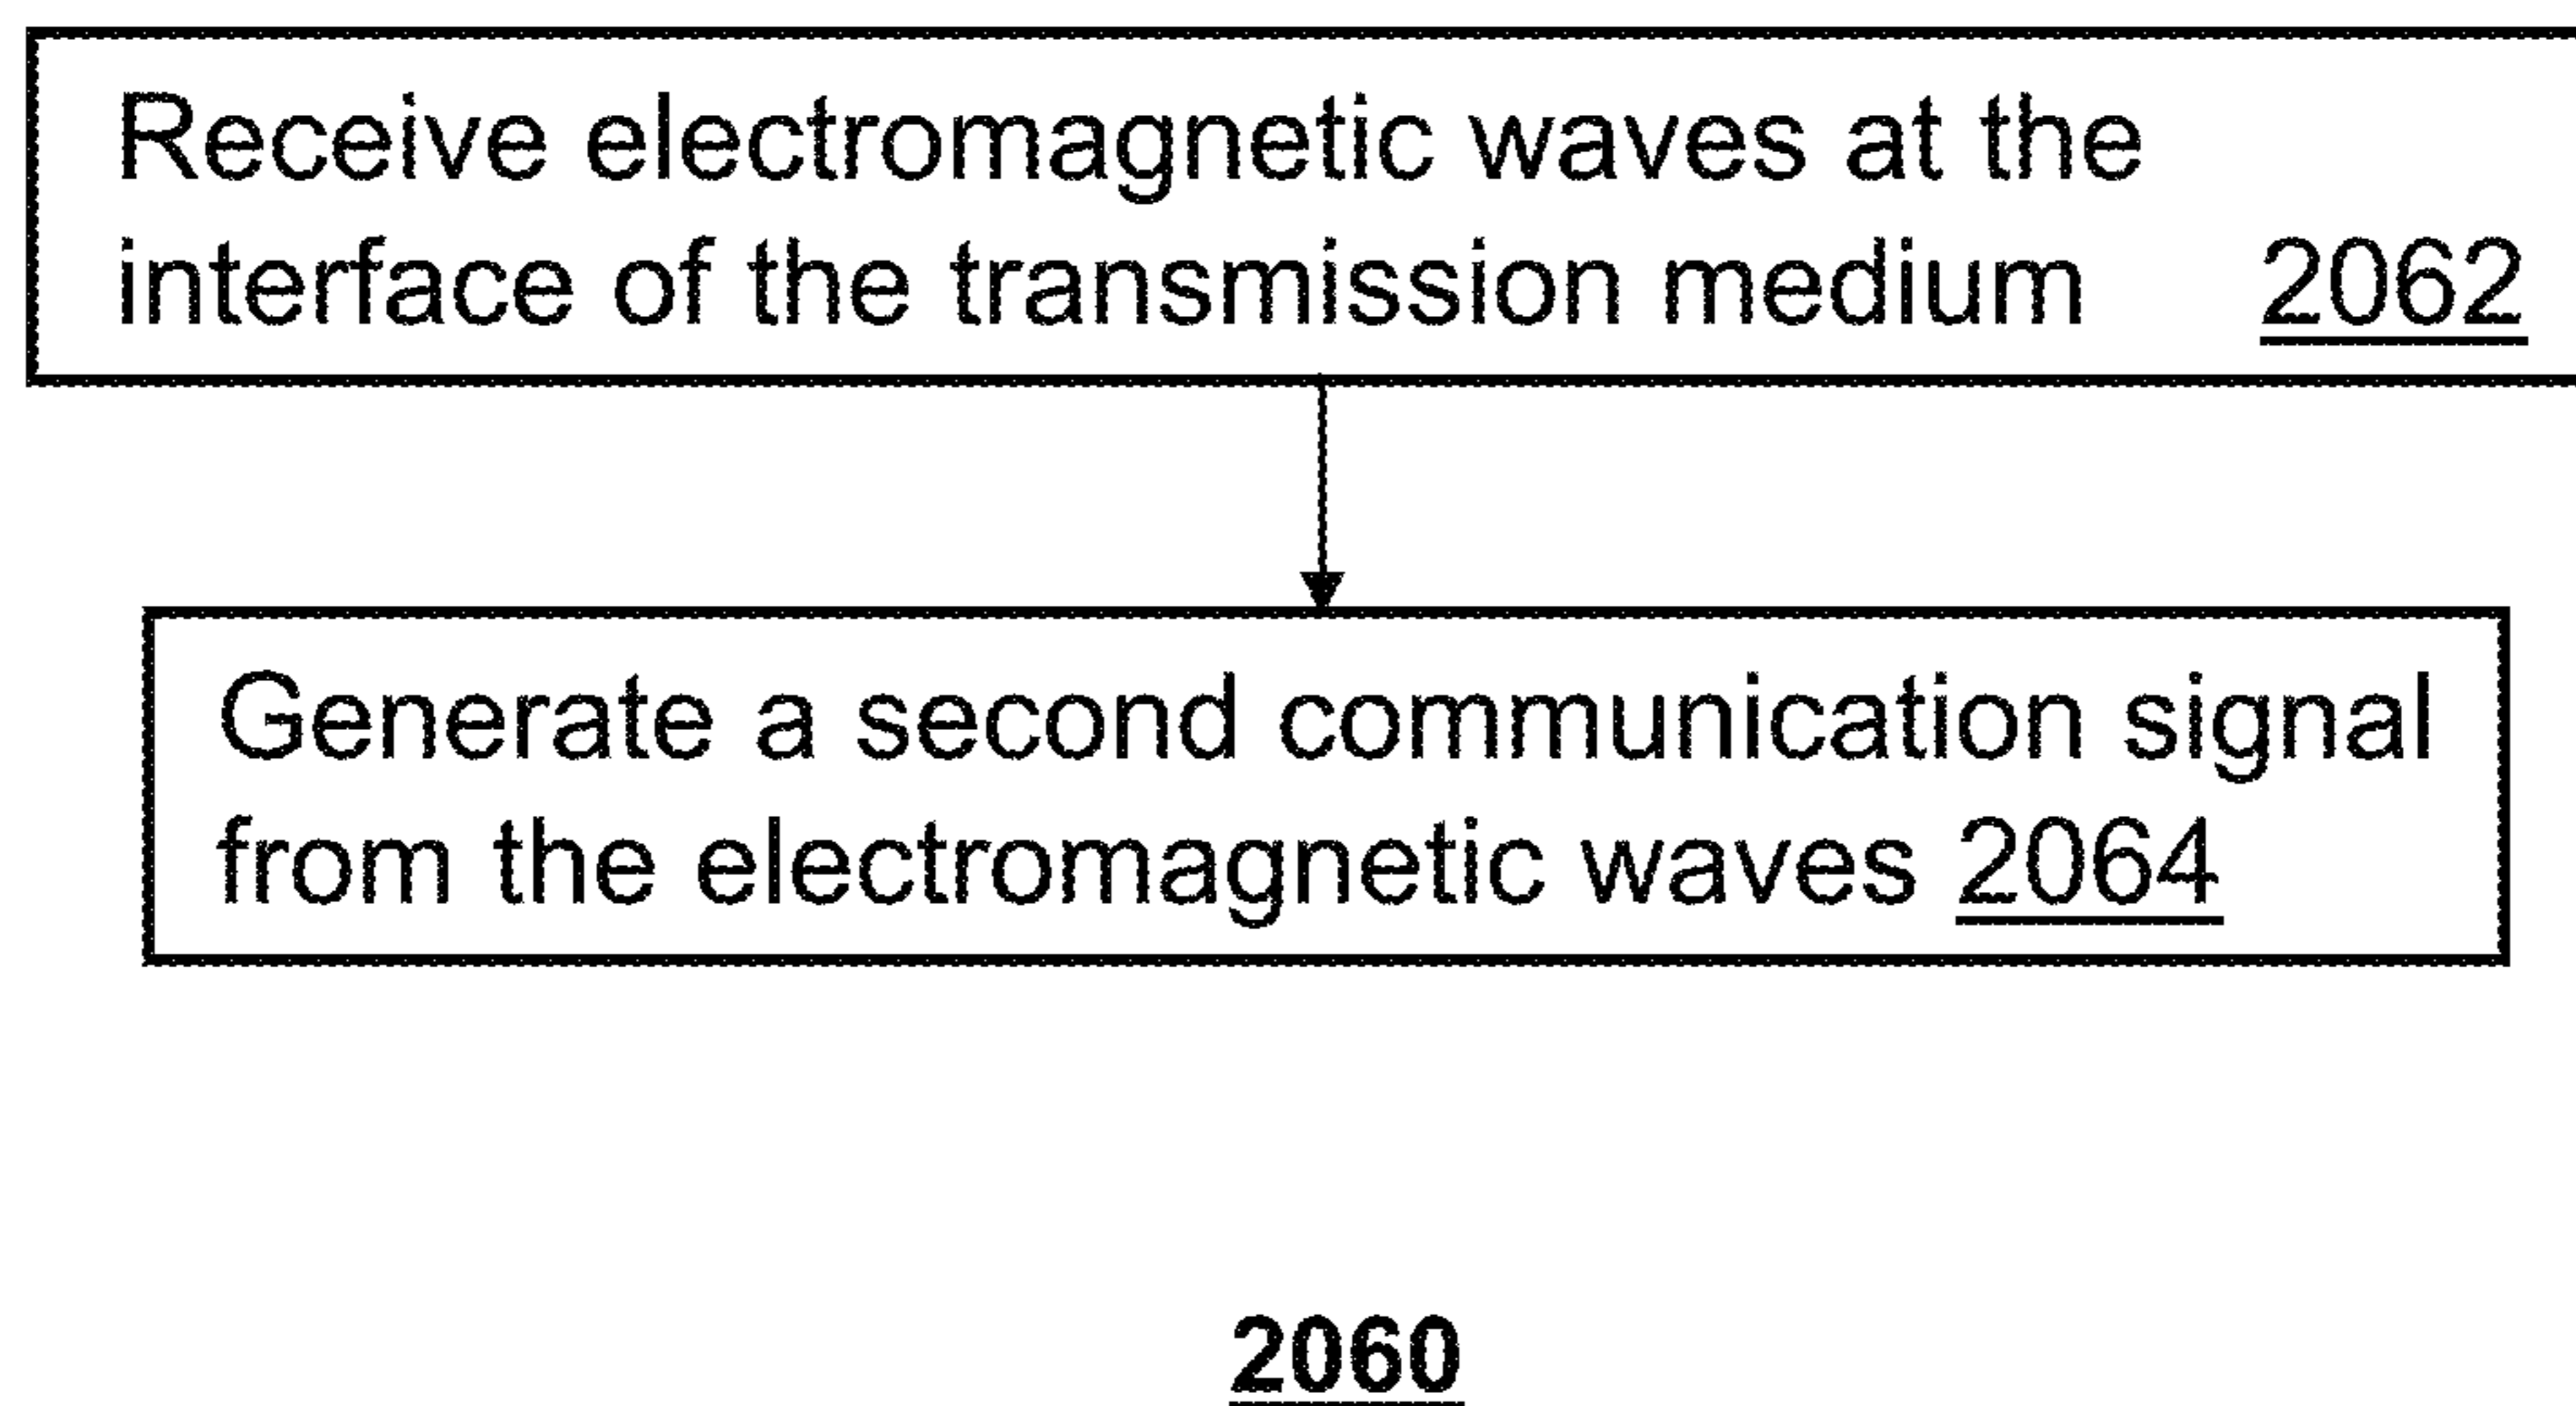 Receive electromagnetic waves at the
interface of the transmission medium 2062
Generate a second communication signal
from the electromagnetic waves 2064
2060